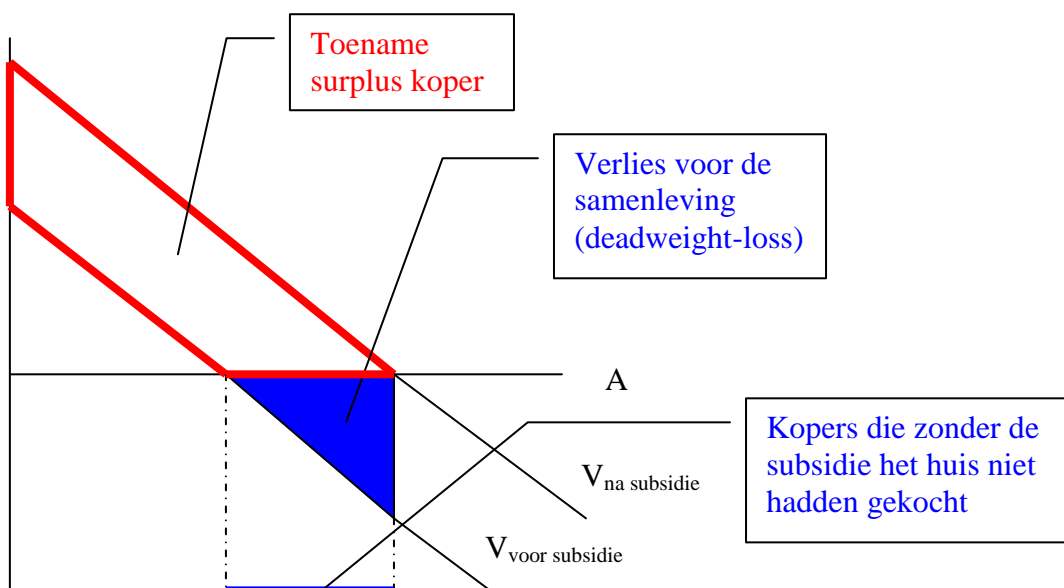 Toename
surplus koper
Verlies voor de
samenleving
(deadweight-loss)
A
Kopers die zonder de
subsidie het huis niet
hadden gekocht
Vna subsidie
Vvoor subsidie